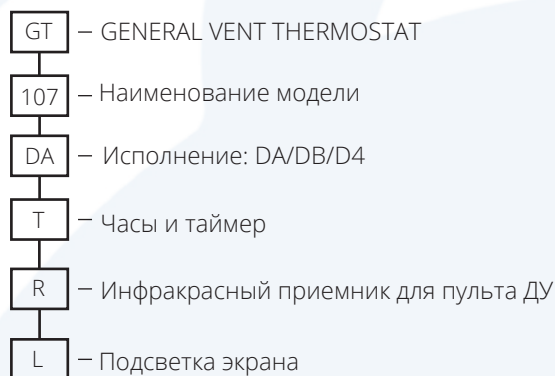 GT – GENERAL VENT THERMOSTAT
107 – Наименование модели
DA – Исполнение: DA/DB/D4
T – Часы и таймер
R – Инфракрасный приемник для пульта ДУ
L – Подсветка экрана